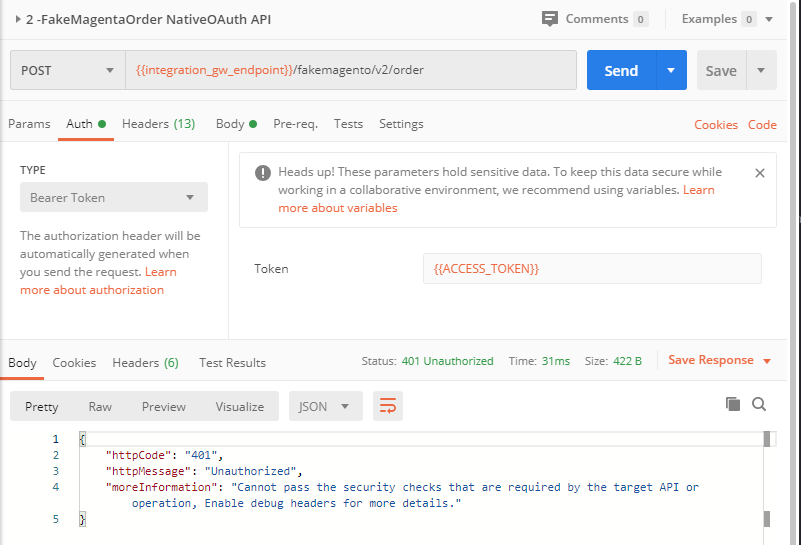 2 -FakeMagentaOrder NativeOAuth API
Comments 0 Examples 0
POST {{integration_gw_endpoint}}/fakemagento/v2/order Send Save
Params Auth Headers (13) Body Pre-req. Tests Settings Cookies Code
TYPE
Bearer Token
The authorization header will be
automatically generated when
you send the request. Learn
more about authorization
Heads up! These parameters hold sensitive data. To keep this data secure while
working in a collaborative environment, we recommend using variables. Learn
more about variables
Token {{ACCESS_TOKEN}}
Body Cookies Headers (6) Test Results Status: 401 Unauthorized Time: 31ms Size: 422 B Save Response
Pretty Raw Preview Visualize JSON
1 {
2 "httpCode": "401",
3 "httpMessage": "Unauthorized",
4 "moreInformation": "Cannot pass the security checks that are required by the target API or
operation, Enable debug headers for more details."
5 }